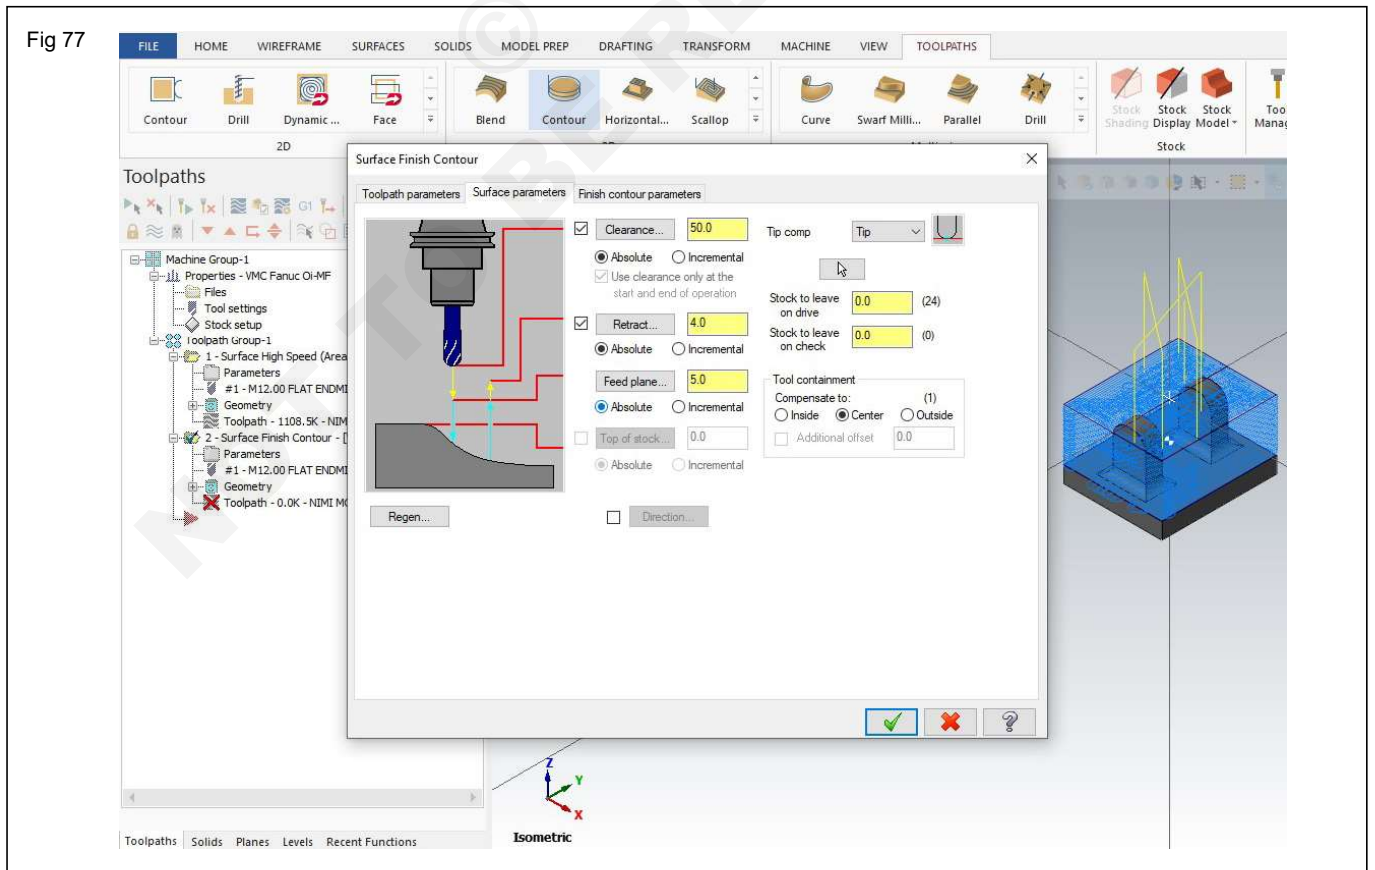 Fig 77
FILE HOME WIREFRAME SURFACES SOLIDS MODEL PREP DRAFTING TRANSFORM MACHINE VIEW TOOLPATHS
Contour Drill Dynamic ... Face Blend Contour Horizontal... Scallop Curve Swarf Milli... Parallel Drill Stock Shading Stock Display Stock Model Tool Manag
2D Stock
Toolpaths
G1
Machine Group-1
Properties - VMC Fanuc Oi-MF
Files
Tool settings
Stock setup
Toolpath Group-1
1 - Surface High Speed (Area
Parameters
#1 - M12.00 FLAT ENDMI
Geometry
Toolpath - 1108.5K - NIM
2 - Surface Finish Contour - [
Parameters
#1 - M12.00 FLAT ENDMI
Geometry
Toolpath - 0.0K - NIMI MO
Surface Finish Contour
Toolpath parameters Surface parameters Finish contour parameters
Clearance... 50.0
Absolute Incremental
Use clearance only at the
start and end of operation
Retract... 4.0
Absolute Incremental
Feed plane... 5.0
Absolute Incremental
Top of stock... 0.0
Absolute Incremental
Tip comp Tip
Stock to leave
on drive 0.0 (24)
Stock to leave
on check 0.0 (0)
Tool containment
Compensate to: (1)
Inside Center Outside
Additional offset 0.0
Regen... Direction...
Z
Y
X
Isometric
Toolpaths Solids Planes Levels Recent Functions